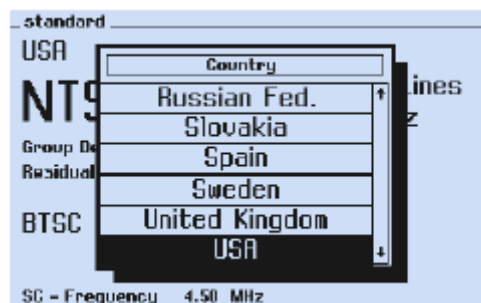 standard
USA
Country
NTS
Russian Fed.
Lines
Slovakia
z
Group De
Spain
Residual
Sweden
BTSC
United Kingdom
USA
SC - Frequency 4.50 MHz